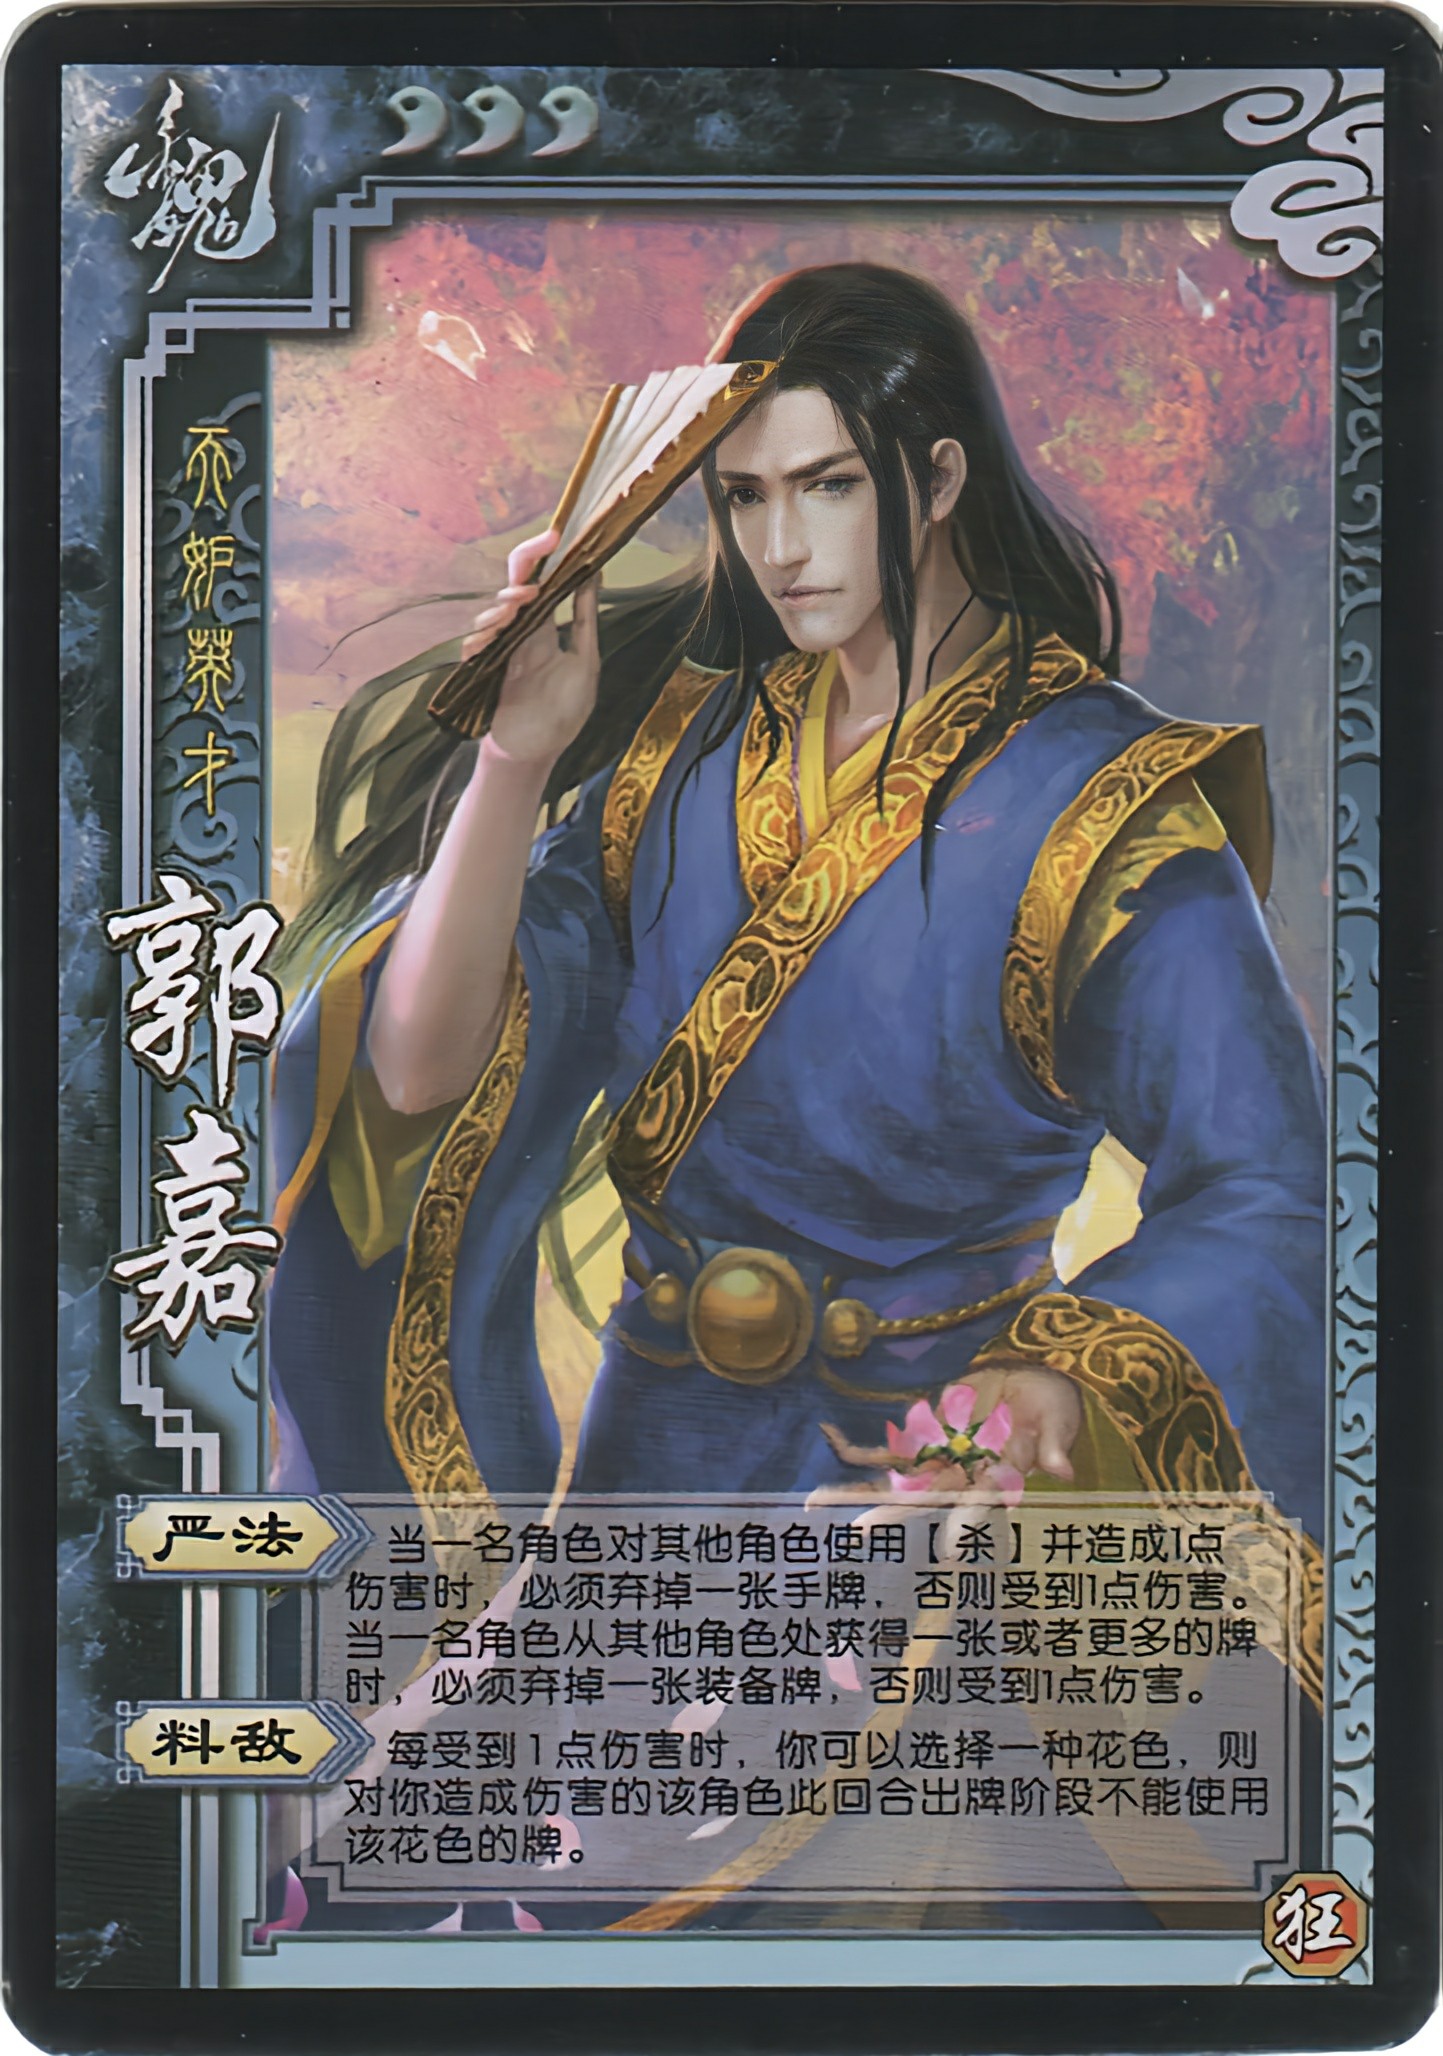 魏
天妒英才
郭嘉
严法
当一名角色对其他角色使用【杀】并造成1点
伤害时，必须弃掉一张手牌，否则受到1点伤害。
当一名角色从其他角色处获得一张或者更多的牌
时，必须弃掉一张装备牌，否则受到1点伤害。
料敌
每受到1点伤害时，你可以选择一种花色，则
对你造成伤害的该角色此回合出牌阶段不能使用
该花色的牌。
狂